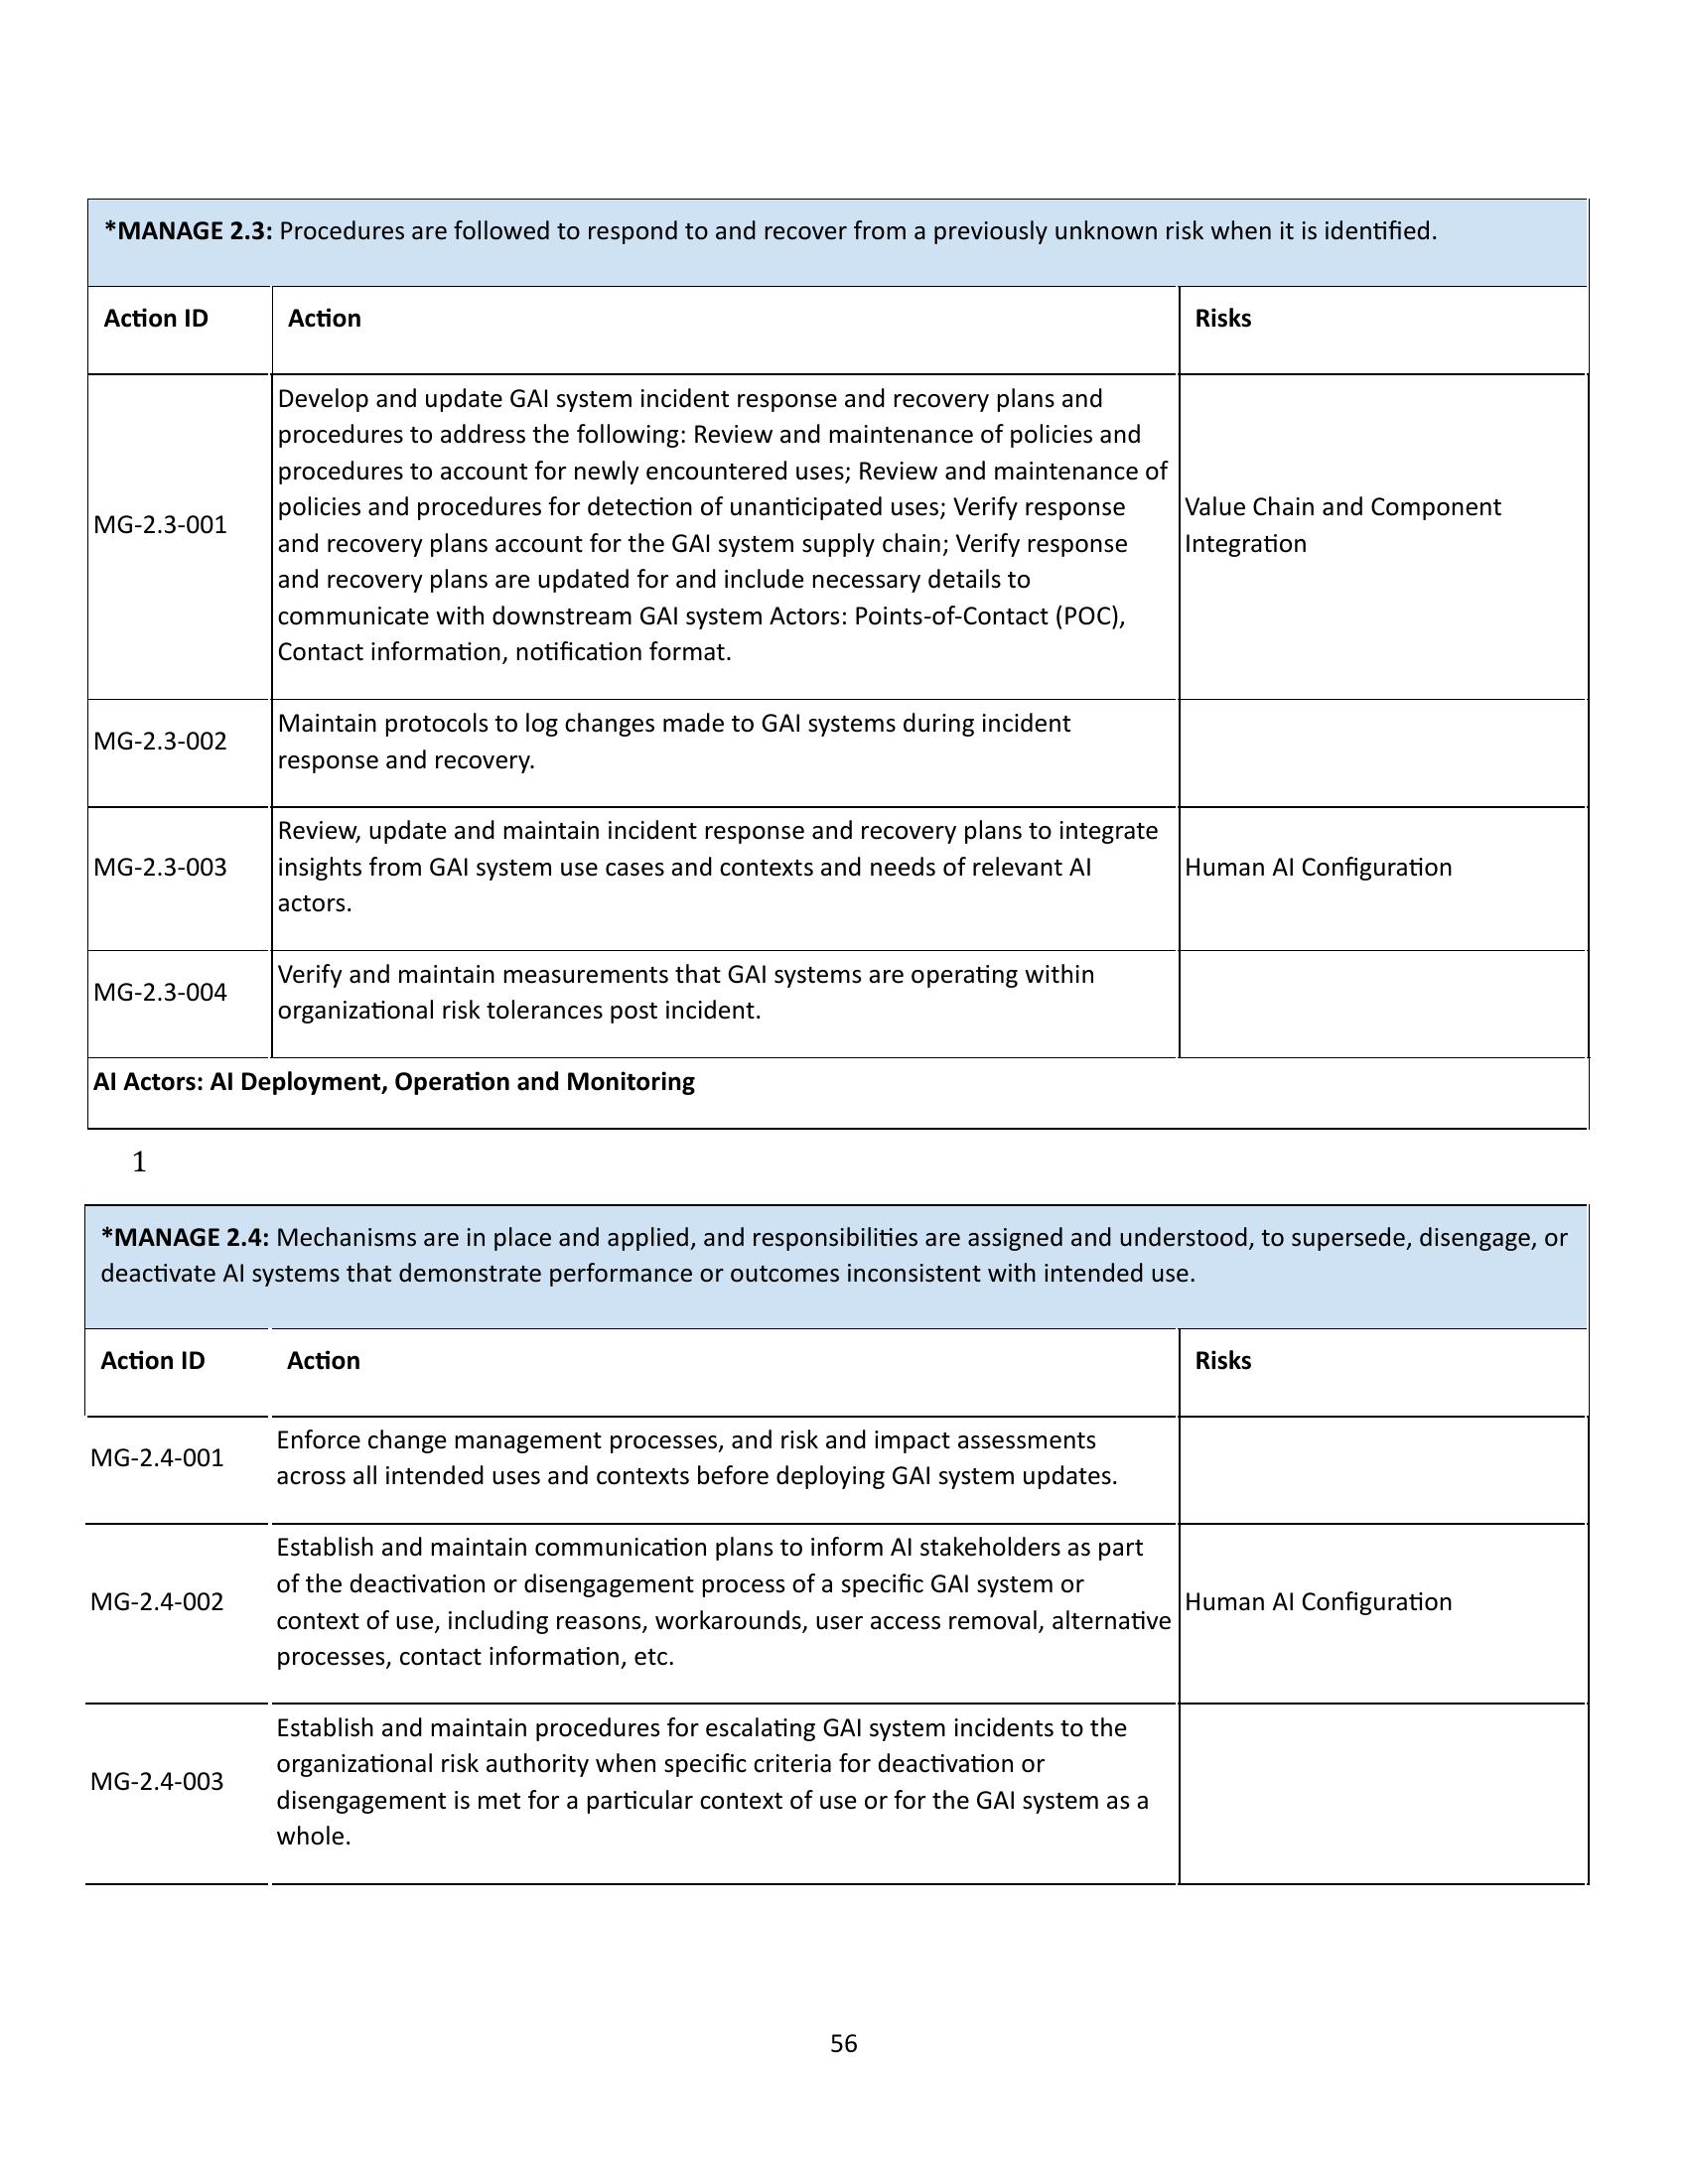 *MANAGE 2.3: Procedures are followed to respond to and recover from a previously unknown risk when it is identified.
Action ID Action Risks
MG-2.3-001
Develop and update GAI system incident response and recovery plans and
procedures to address the following: Review and maintenance of policies and
procedures to account for newly encountered uses; Review and maintenance of
policies and procedures for detection of unanticipated uses; Verify response
and recovery plans account for the GAI system supply chain; Verify response
and recovery plans are updated for and include necessary details to
communicate with downstream GAI system Actors: Points-of-Contact (POC),
Contact information, notification format.
Value Chain and Component
Integration
MG-2.3-002
Maintain protocols to log changes made to GAI systems during incident
response and recovery.
MG-2.3-003
Review, update and maintain incident response and recovery plans to integrate
insights from GAI system use cases and contexts and needs of relevant AI
actors.
Human AI Configuration
MG-2.3-004
Verify and maintain measurements that GAI systems are operating within
organizational risk tolerances post incident.
AI Actors: AI Deployment, Operation and Monitoring
1
*MANAGE 2.4: Mechanisms are in place and applied, and responsibilities are assigned and understood, to supersede, disengage, or
deactivate AI systems that demonstrate performance or outcomes inconsistent with intended use.
Action ID Action Risks
MG-2.4-001
Enforce change management processes, and risk and impact assessments
across all intended uses and contexts before deploying GAI system updates.
MG-2.4-002
Establish and maintain communication plans to inform AI stakeholders as part
of the deactivation or disengagement process of a specific GAI system or
context of use, including reasons, workarounds, user access removal, alternative
processes, contact information, etc.
Human AI Configuration
MG-2.4-003
Establish and maintain procedures for escalating GAI system incidents to the
organizational risk authority when specific criteria for deactivation or
disengagement is met for a particular context of use or for the GAI system as a
whole.
56